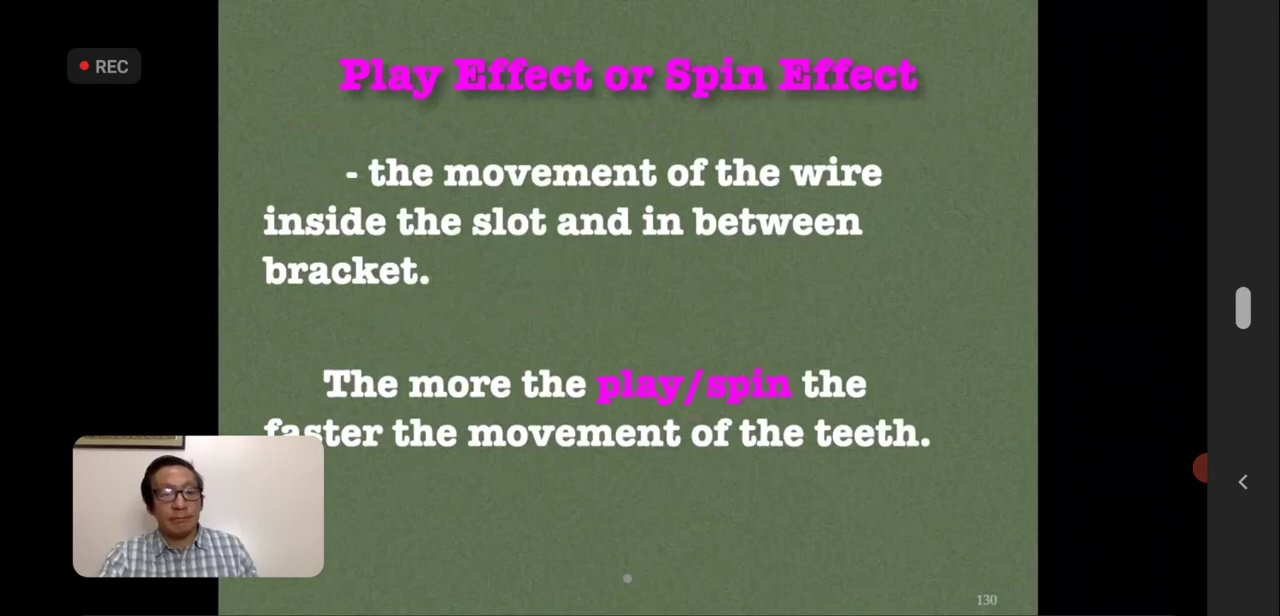 REC
Play Effect or Spin Effect
- the movement of the wire
inside the slot and in between
bracket.
The more the play/spin the
faster the movement of the teeth.
130